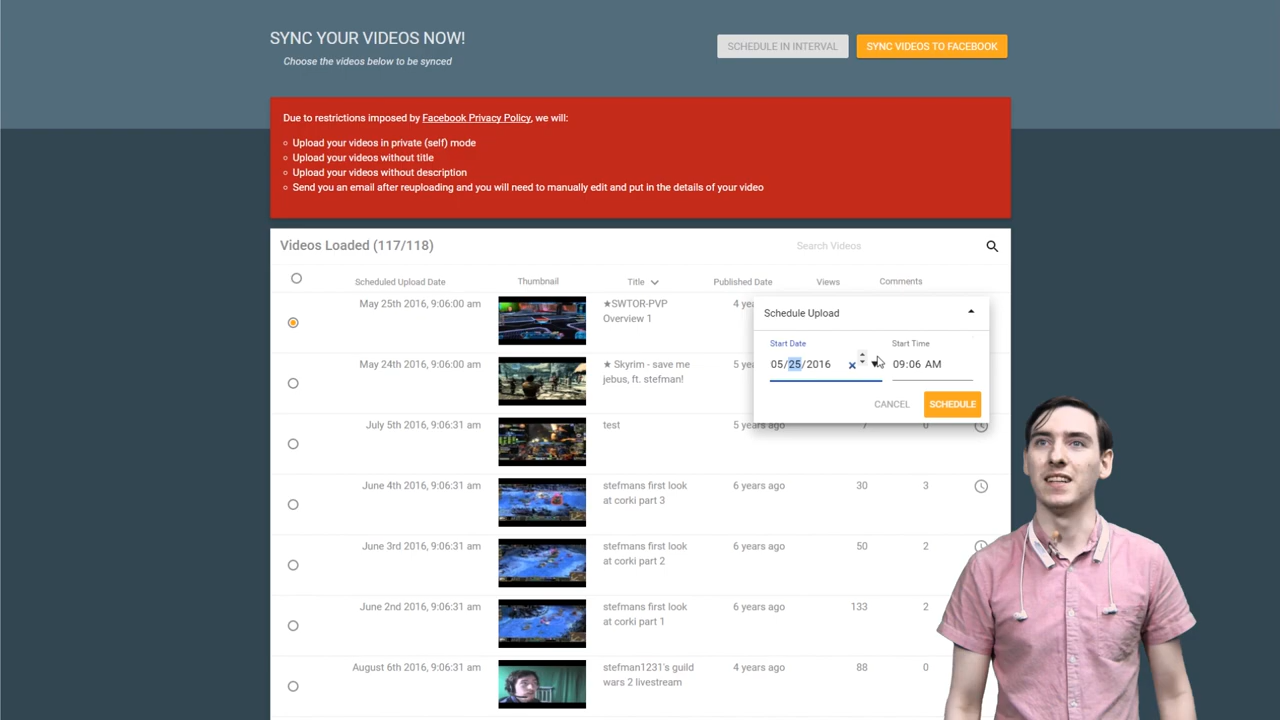 SYNC YOUR VIDEOS NOW!
Choose the videos below to be synced
SCHEDULE IN INTERVAL
SYNC VIDEOS TO FACEBOOK
Due to restrictions imposed by Facebook Privacy Policy, we will:
Upload your videos in private (self) mode
Upload your videos without title
Upload your videos without description
Send you an email after reuploading and you will need to manually edit and put in the details of your video
Videos Loaded (117/118)
Search Videos
Scheduled Upload Date Thumbnail Title Published Date Views Comments
May 25th 2016, 9:06:00 am ★SWTOR-PVP 4 yea
Overview 1
Schedule Upload
Start Date Start Time
05/25/2016 09:06 AM
CANCEL SCHEDULE
May 24th 2016, 9:06:00 am ★ Skyrim - save me 5 yea
jebus, ft. stefman!
July 5th 2016, 9:06:31 am test 5 years ago 7 0
June 4th 2016, 9:06:31 am stefmans first look 6 years ago 30 3
at corki part 3
June 3rd 2016, 9:06:31 am stefmans first look 6 years ago 50 2
at corki part 2
June 2nd 2016, 9:06:31 am stefmans first look 6 years ago 133 2
at corki part 1
August 6th 2016, 9:06:31 am stefman1231's guild 4 years ago 88 0
wars 2 livestream